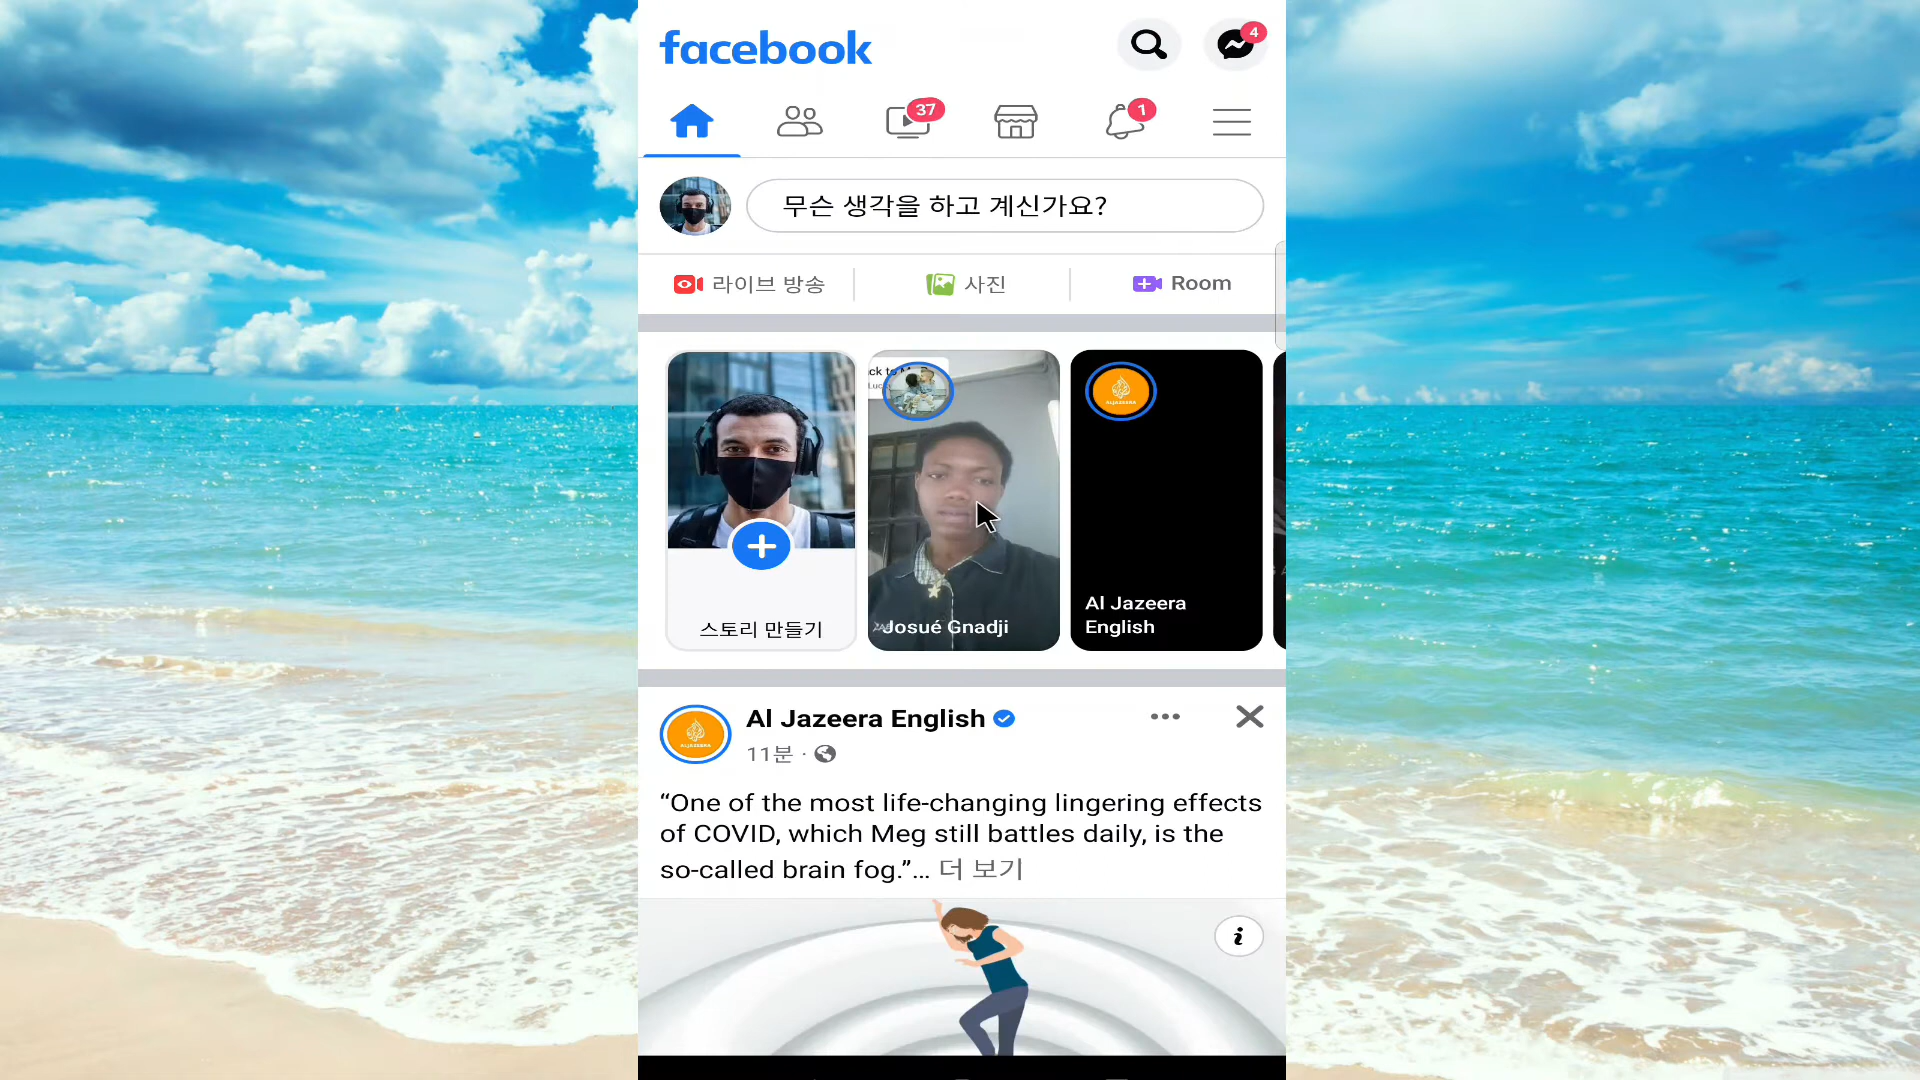 facebook
4
37
1
무슨 생각을 하고 계신가요?
라이브 방송
사진
Room
스토리 만들기
Josué Gnadji
ALJAZEERA
Al Jazeera
English
ALJAZEERA
Al Jazeera English
11분 ·
“One of the most life-changing lingering effects
of COVID, which Meg still battles daily, is the
so-called brain fog.”... 더 보기
i